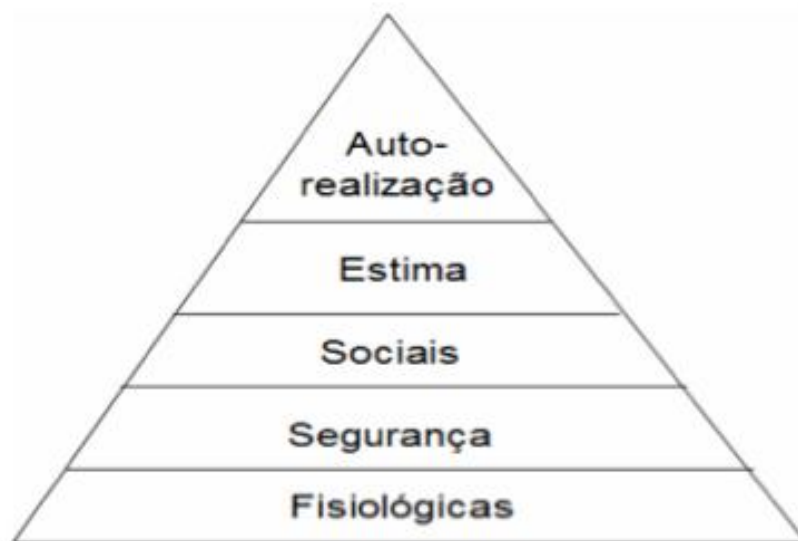 Auto-
realização
Estima
Sociais
Segurança
Fisiológicas